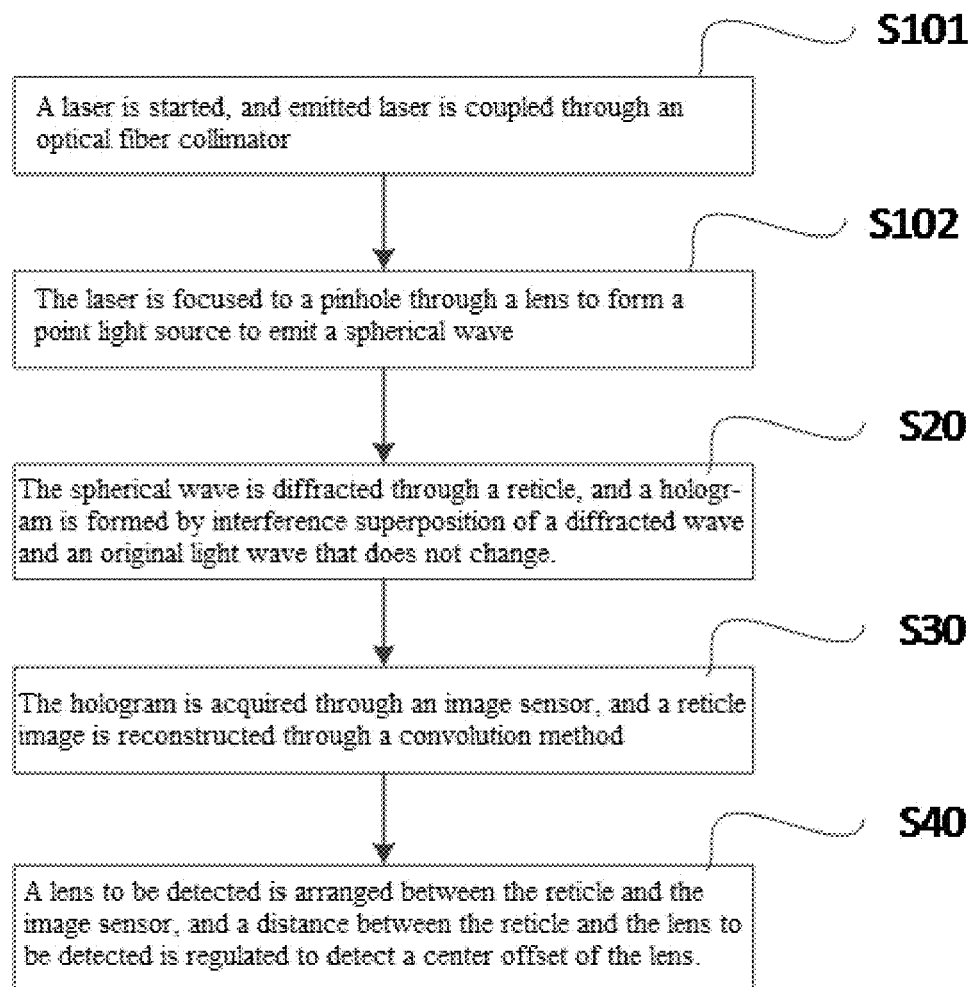 S101
A laser is started, and emitted laser is coupled through an
optical fiber collimator
S102
The laser is focused to a pinhole through a lens to form a
point light source to emit a spherical wave
S20
The spherical wave is diffracted through a reticle, and a hologr-
am is formed by interference superposition of a diffracted wave
and an original light wave that does not change.
S30
The hologram is acquired through an image sensor, and a reticle
image is reconstructed through a convolution method
S40
A lens to be detected is arranged between the reticle and the
image sensor, and a distance between the reticle and the lens to
be detected is regulated to detect a center offset of the lens.